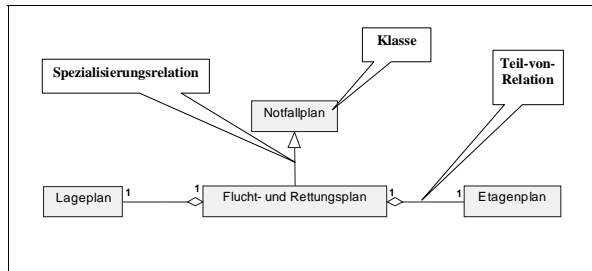 Klasse
Spezialisierungsrelation
Teil-von-
Relation
Notfallplan
1 1 1 1
Lageplan Flucht- und Rettungsplan Etagenplan